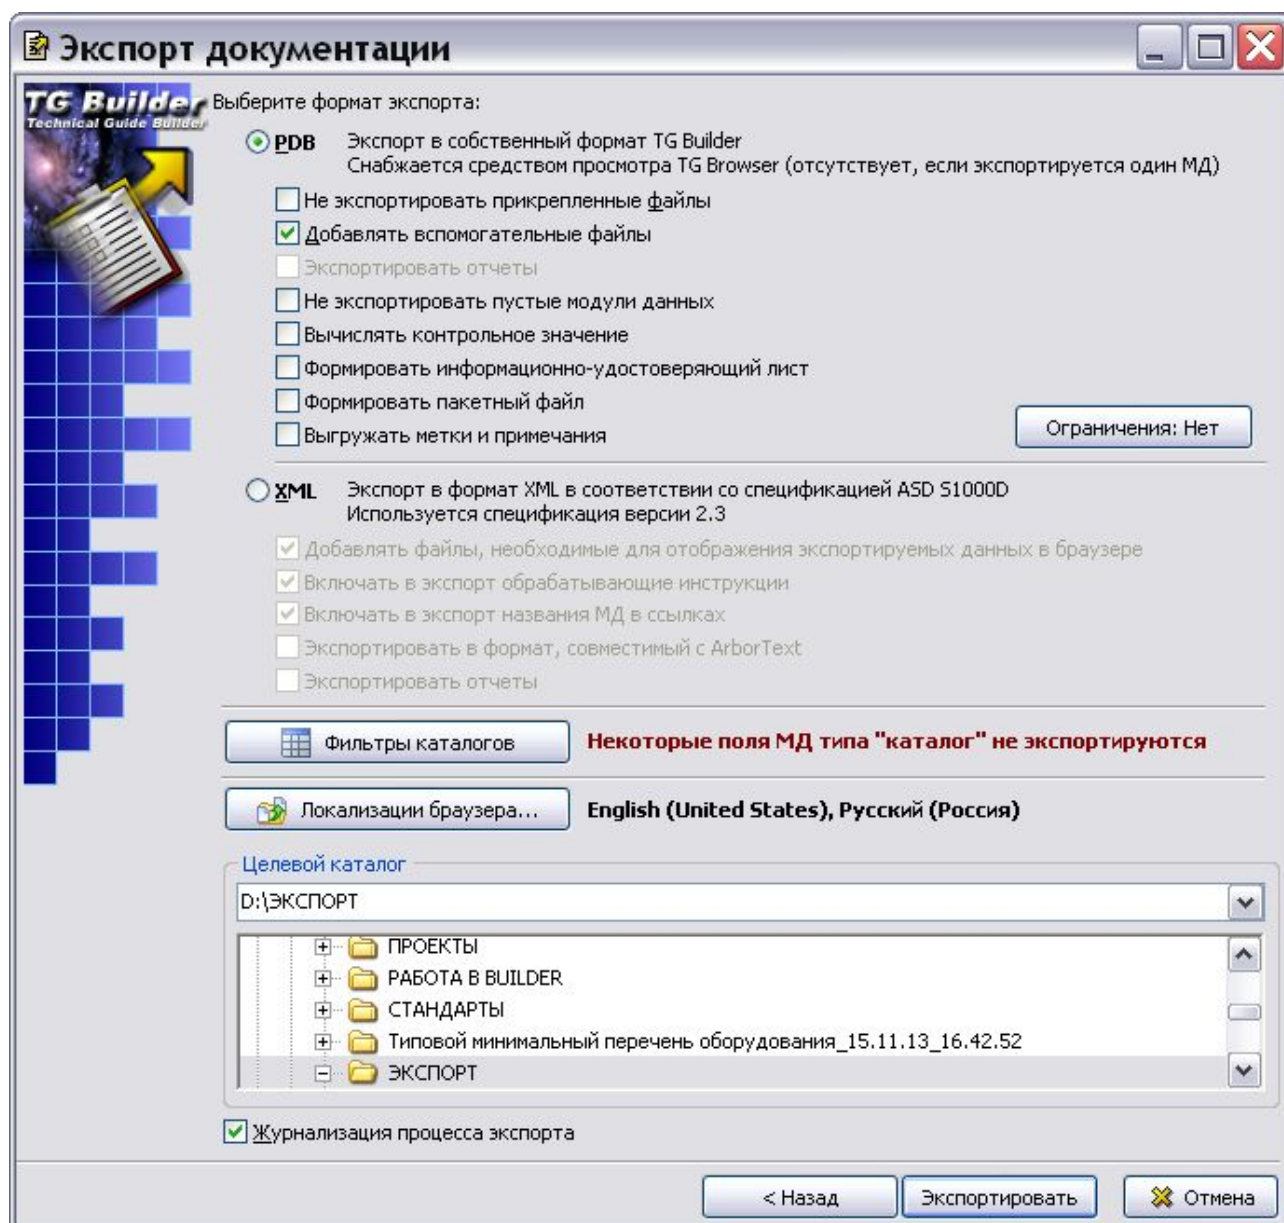 Экспорт документации
TG Builder
Technical Guide Builder
Выберите формат экспорта:
PDB Экспорт в собственный формат TG Builder
Снабжается средством просмотра TG Browser (отсутствует, если экспортируется один МД)
Не экспортировать прикрепленные файлы
Добавлять вспомогательные файлы
Экспортировать отчеты
Не экспортировать пустые модули данных
Вычислять контрольное значение
Формировать информационно-удостоверяющий лист
Формировать пакетный файл
Выгружать метки и примечания
Ограничения: Нет
XML Экспорт в формат XML в соответствии со спецификацией ASD S1000D
Используется спецификация версии 2.3
Добавлять файлы, необходимые для отображения экспортируемых данных в браузере
Включать в экспорт обрабатывающие инструкции
Включать в экспорт названия МД в ссылках
Экспортировать в формат, совместимый с ArborText
Экспортировать отчеты
Фильтры каталогов Некоторые поля МД типа "каталог" не экспортируются
Локализации браузера... English (United States), Русский (Россия)
Целевой каталог
D:\ЭКСПОРТ
ПРОЕКТЫ
РАБОТА В BUILDER
СТАНДАРТЫ
Типовой минимальный перечень оборудования_15.11.13_16.42.52
ЭКСПОРТ
Журнализация процесса экспорта
< Назад Экспортировать Отмена